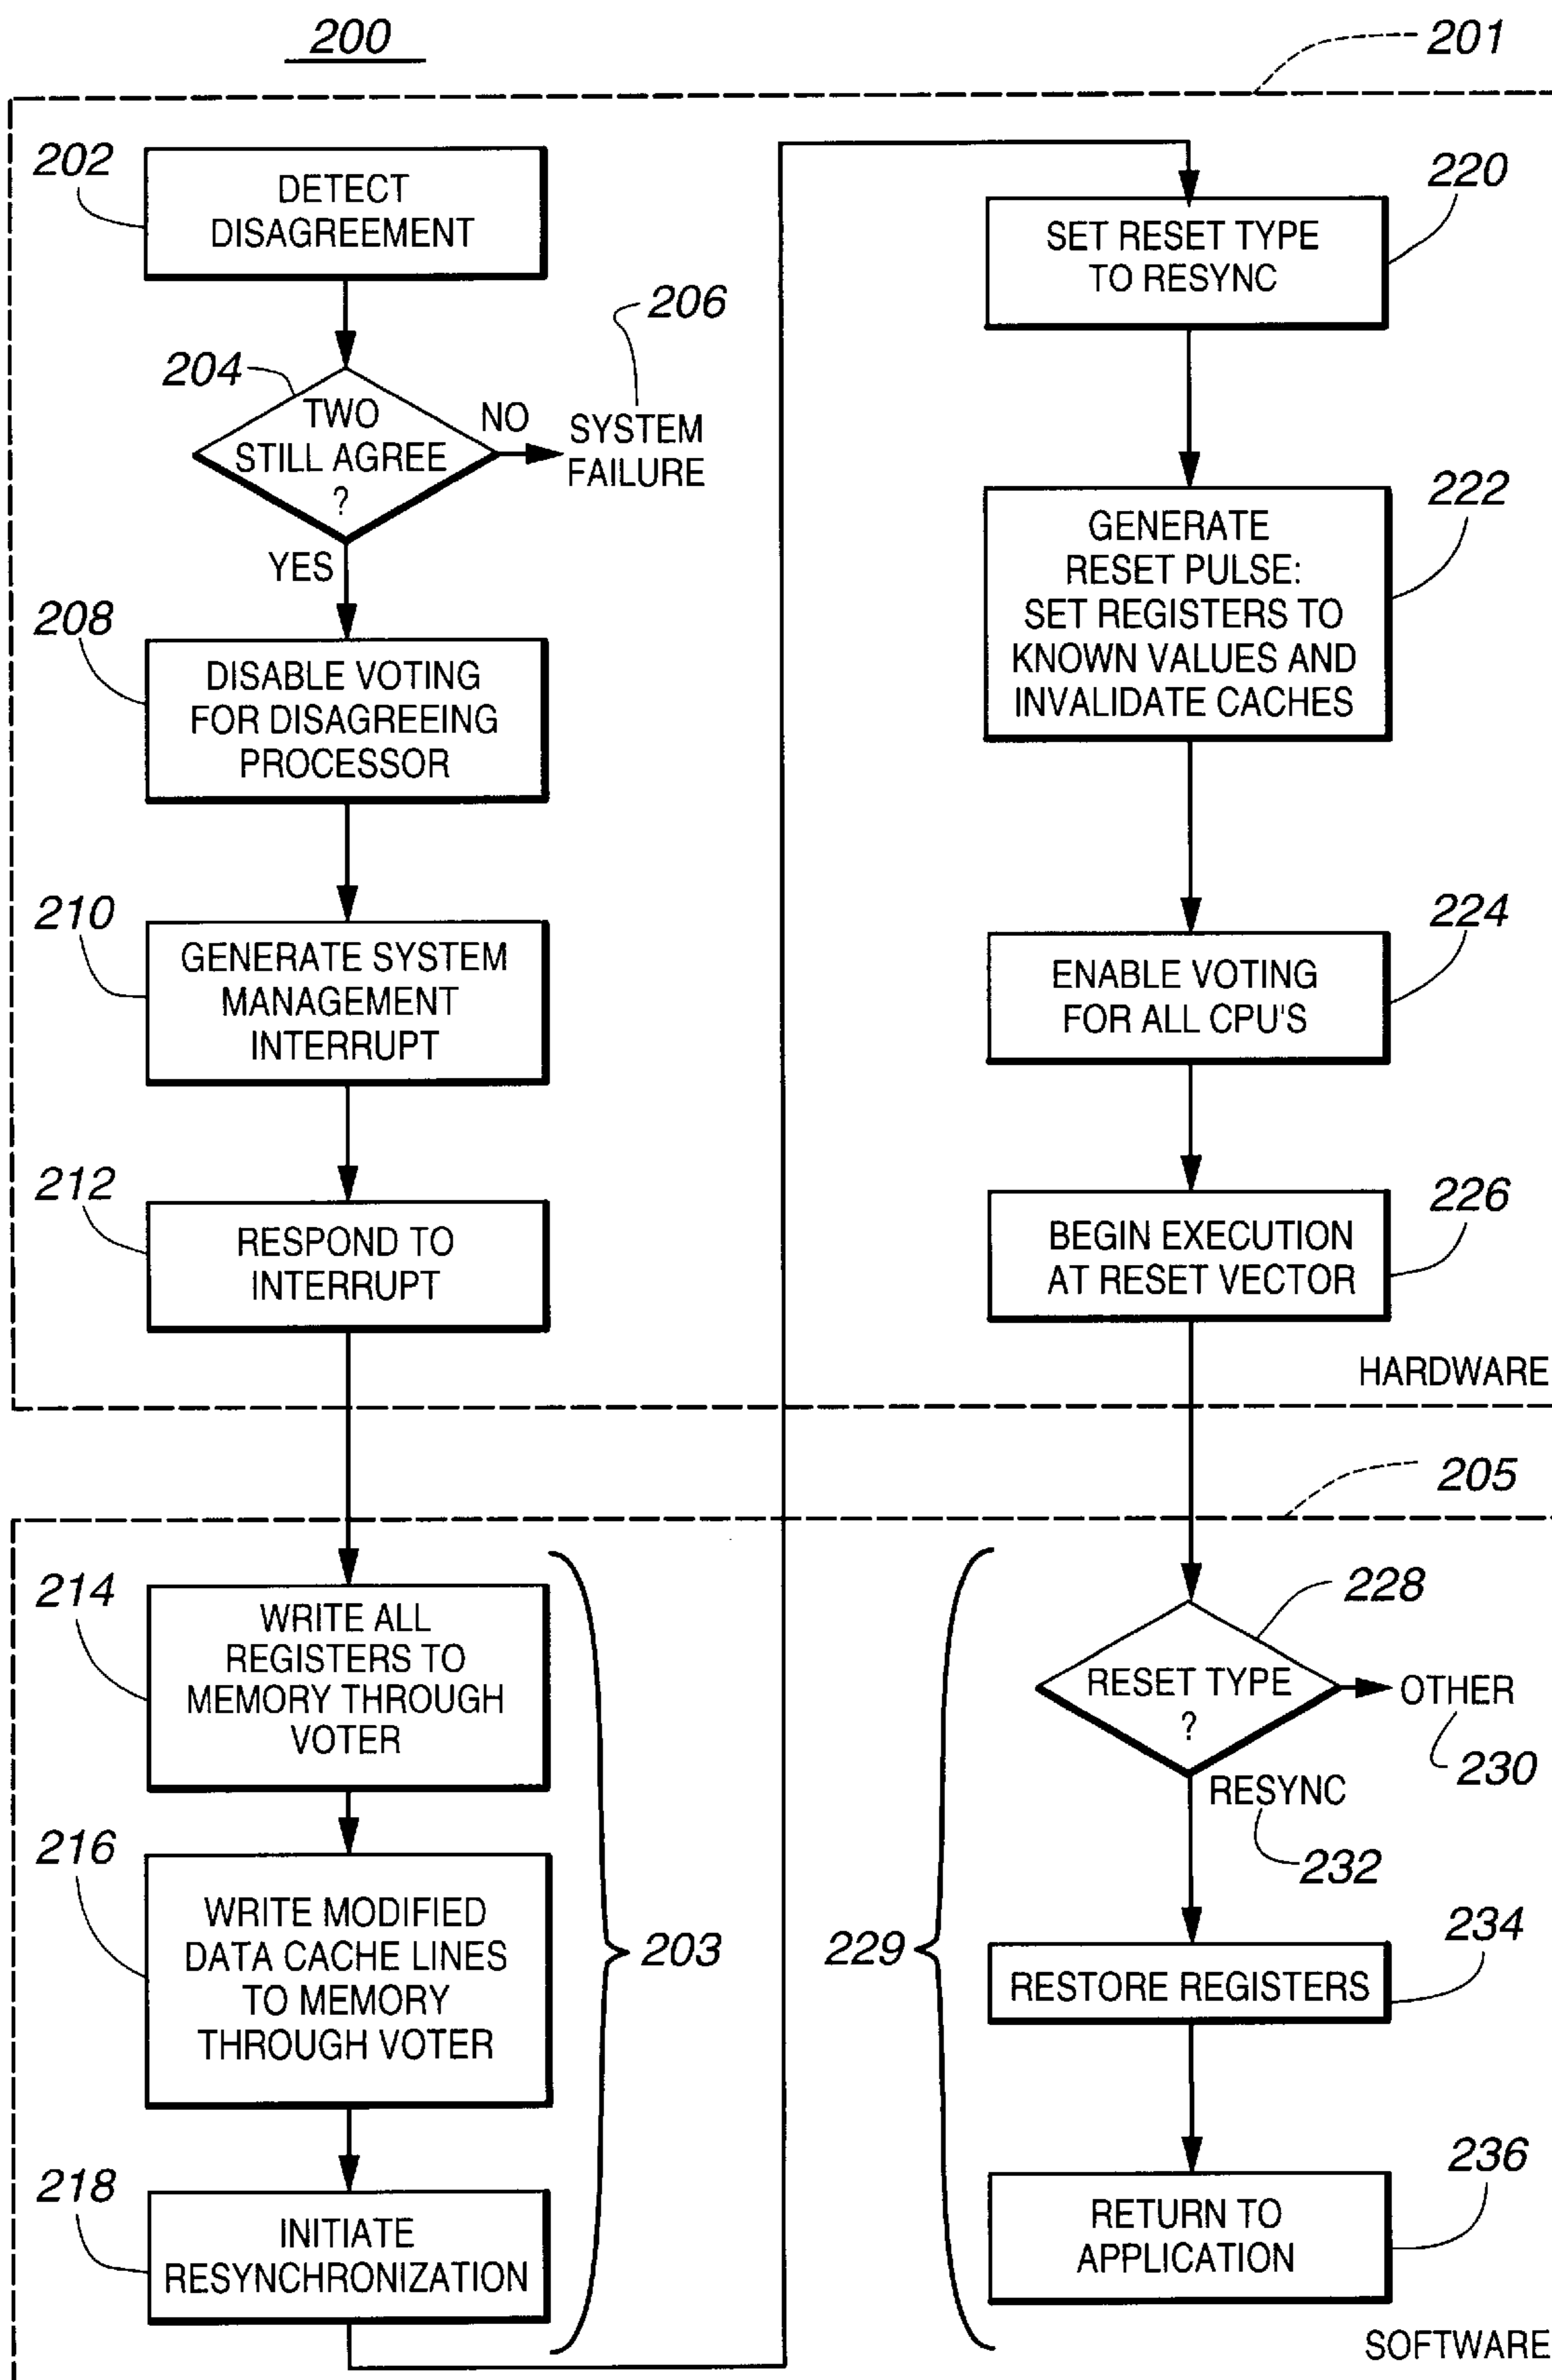 200
201
202
DETECT
DISAGREEMENT
206
204
TWO
STILL AGREE
?
NO
SYSTEM
FAILURE
YES
208
DISABLE VOTING
FOR DISAGREEING
PROCESSOR
210
GENERATE SYSTEM
MANAGEMENT
INTERRUPT
212
RESPOND TO
INTERRUPT
220
SET RESET TYPE
TO RESYNC
222
GENERATE
RESET PULSE:
SET REGISTERS TO
KNOWN VALUES AND
INVALIDATE CACHES
224
ENABLE VOTING
FOR ALL CPU'S
226
BEGIN EXECUTION
AT RESET VECTOR
HARDWARE
205
214
WRITE ALL
REGISTERS TO
MEMORY THROUGH
VOTER
216
WRITE MODIFIED
DATA CACHE LINES
TO MEMORY
THROUGH VOTER
203
218
INITIATE
RESYNCHRONIZATION
228
RESET TYPE
?
OTHER
230
RESYNC
232
229
234
RESTORE REGISTERS
236
RETURN TO
APPLICATION
SOFTWARE